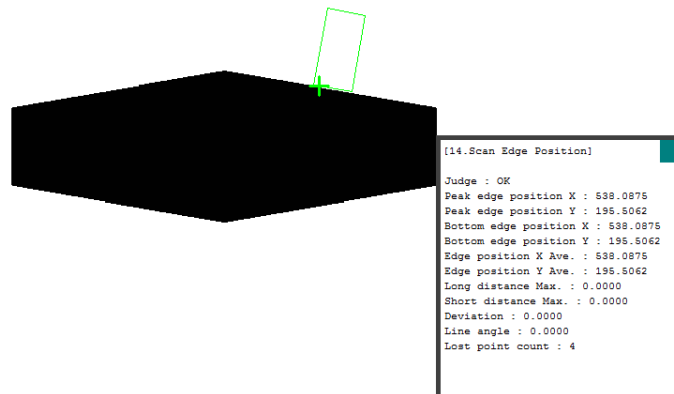 [14.Scan Edge Position]
Judge : OK
Peak edge position X : 538.0875
Peak edge position Y : 195.5062
Bottom edge position X : 538.0875
Bottom edge position Y : 195.5062
Edge position X Ave. : 538.0875
Edge position Y Ave. : 195.5062
Long distance Max. : 0.0000
Short distance Max. : 0.0000
Deviation : 0.0000
Line angle : 0.0000
Lost point count : 4